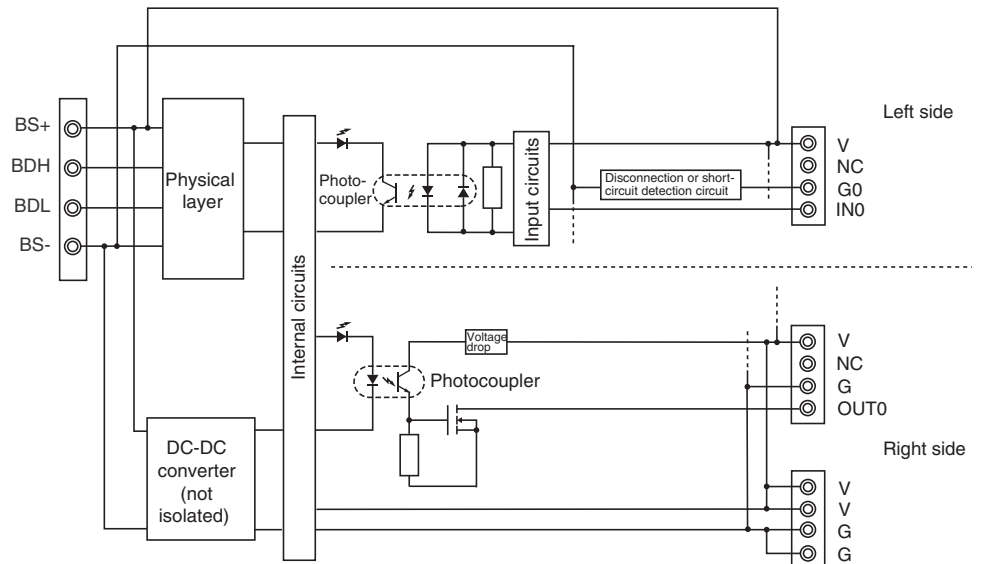 BS+
BDH
BDL
BS-
Physical
layer
DC-DC
converter
(not
isolated)
Internal circuits
Photo-
coupler
Input circuits
Disconnection or short-
circuit detection circuit
Left side
V
NC
G0
IN0
Voltage
drop
Photocoupler
V
NC
G
OUT0
Right side
V
V
G
G